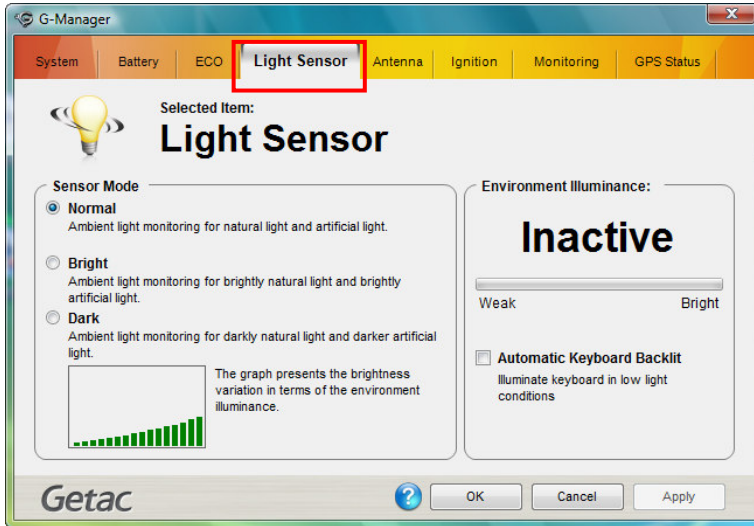 G-Manager
System Battery ECO Light Sensor Antenna Ignition Monitoring GPS Status
Selected Item:
Light Sensor
Sensor Mode
Normal
Ambient light monitoring for natural light and artificial light.
Bright
Ambient light monitoring for brightly natural light and brightly
artificial light.
Dark
Ambient light monitoring for darkly natural light and darker artificial
light.
The graph presents the brightness
variation in terms of the environment
illuminance.
Environment Illuminance:
Inactive
Weak Bright
Automatic Keyboard Backlit
Illuminate keyboard in low light
conditions
Getac ? OK Cancel Apply